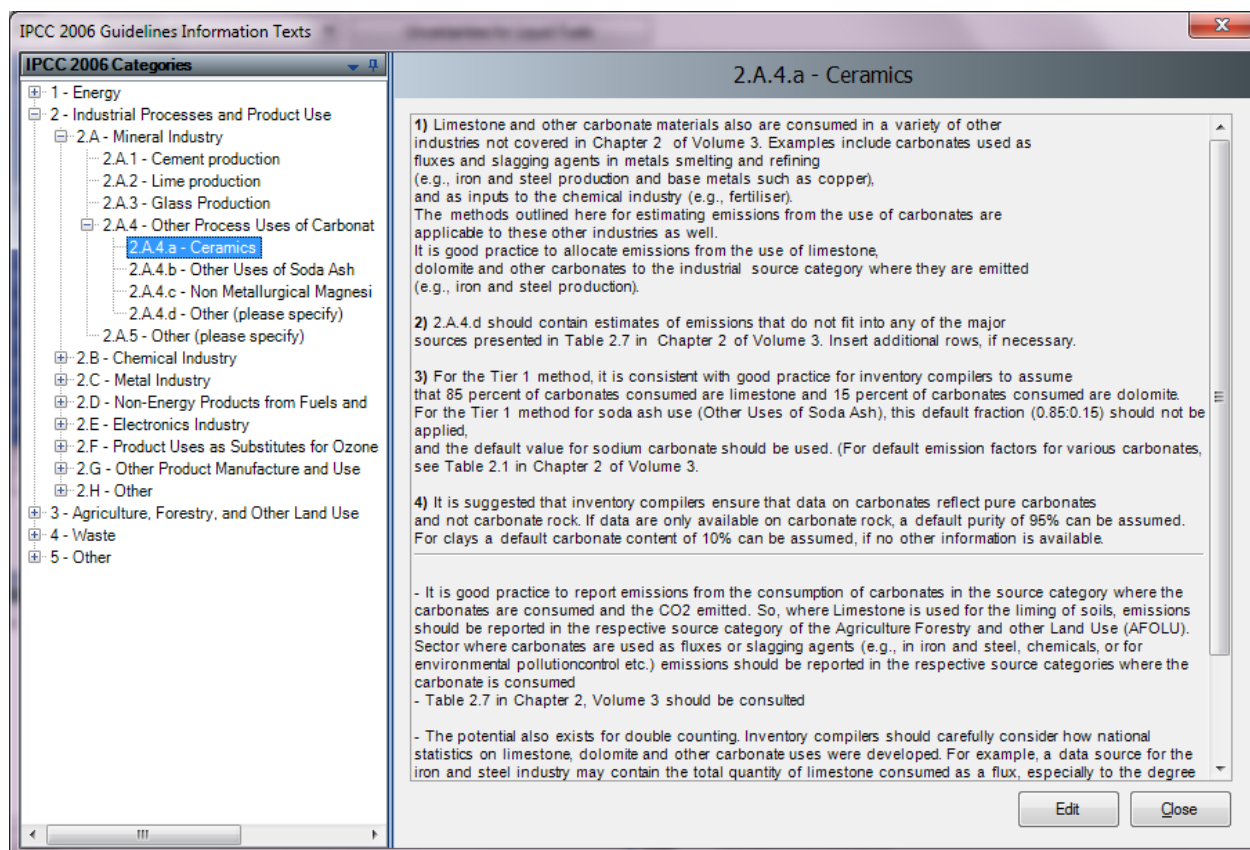 IPCC 2006 Guidelines Information Texts
IPCC 2006 Categories
1 - Energy
2 - Industrial Processes and Product Use
2.A - Mineral Industry
2.A.1 - Cement production
2.A.2 - Lime production
2.A.3 - Glass Production
2.A.4 - Other Process Uses of Carbonat
2.A.4.a - Ceramics
2.A.4.b - Other Uses of Soda Ash
2.A.4.c - Non Metallurgical Magnesi
2.A.4.d - Other (please specify)
2.A.5 - Other (please specify)
2.B - Chemical Industry
2.C - Metal Industry
2.D - Non-Energy Products from Fuels and
2.E - Electronics Industry
2.F - Product Uses as Substitutes for Ozone
2.G - Other Product Manufacture and Use
2.H - Other
3 - Agriculture, Forestry, and Other Land Use
4 - Waste
5 - Other
2.A.4.a - Ceramics
1) Limestone and other carbonate materials also are consumed in a variety of other
industries not covered in Chapter 2 of Volume 3. Examples include carbonates used as
fluxes and slagging agents in metals smelting and refining
(e.g., iron and steel production and base metals such as copper),
and as inputs to the chemical industry (e.g., fertiliser).
The methods outlined here for estimating emissions from the use of carbonates are
applicable to these other industries as well.
It is good practice to allocate emissions from the use of limestone,
dolomite and other carbonates to the industrial source category where they are emitted
(e.g., iron and steel production).
2) 2.A.4.d should contain estimates of emissions that do not fit into any of the major
sources presented in Table 2.7 in Chapter 2 of Volume 3. Insert additional rows, if necessary.
3) For the Tier 1 method, it is consistent with good practice for inventory compilers to assume
that 85 percent of carbonates consumed are limestone and 15 percent of carbonates consumed are dolomite.
For the Tier 1 method for soda ash use (Other Uses of Soda Ash), this default fraction (0.85:0.15) should not be
applied,
and the default value for sodium carbonate should be used. (For default emission factors for various carbonates,
see Table 2.1 in Chapter 2 of Volume 3.
4) It is suggested that inventory compilers ensure that data on carbonates reflect pure carbonates
and not carbonate rock. If data are only available on carbonate rock, a default purity of 95% can be assumed.
For clays a default carbonate content of 10% can be assumed, if no other information is available.
- It is good practice to report emissions from the consumption of carbonates in the source category where the
carbonates are consumed and the CO2 emitted. So, where Limestone is used for the liming of soils, emissions
should be reported in the respective source category of the Agriculture Forestry and other Land Use (AFOLU).
Sector where carbonates are used as fluxes or slagging agents (e.g., in iron and steel, chemicals, or for
environmental pollutioncontrol etc.) emissions should be reported in the respective source categories where the
carbonate is consumed
- Table 2.7 in Chapter 2, Volume 3 should be consulted
- The potential also exists for double counting. Inventory compilers should carefully consider how national
statistics on limestone, dolomite and other carbonate uses were developed. For example, a data source for the
iron and steel industry may contain the total quantity of limestone consumed as a flux, especially to the degree
Edit
Close